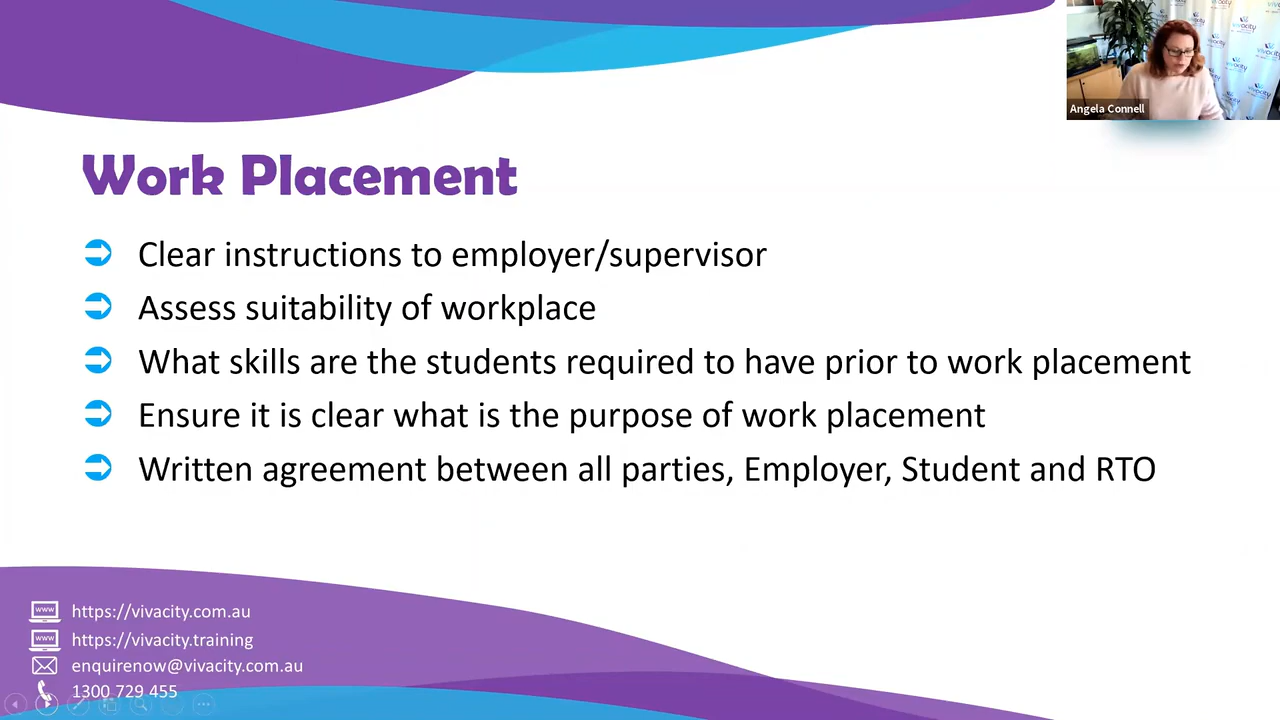 Angela Connell
Work Placement
Clear instructions to employer/supervisor
Assess suitability of workplace
What skills are the students required to have prior to work placement
Ensure it is clear what is the purpose of work placement
Written agreement between all parties, Employer, Student and RTO
https://vivacity.com.au
https://vivacity.training
enquirenow@vivacity.com.au
1300 729 455